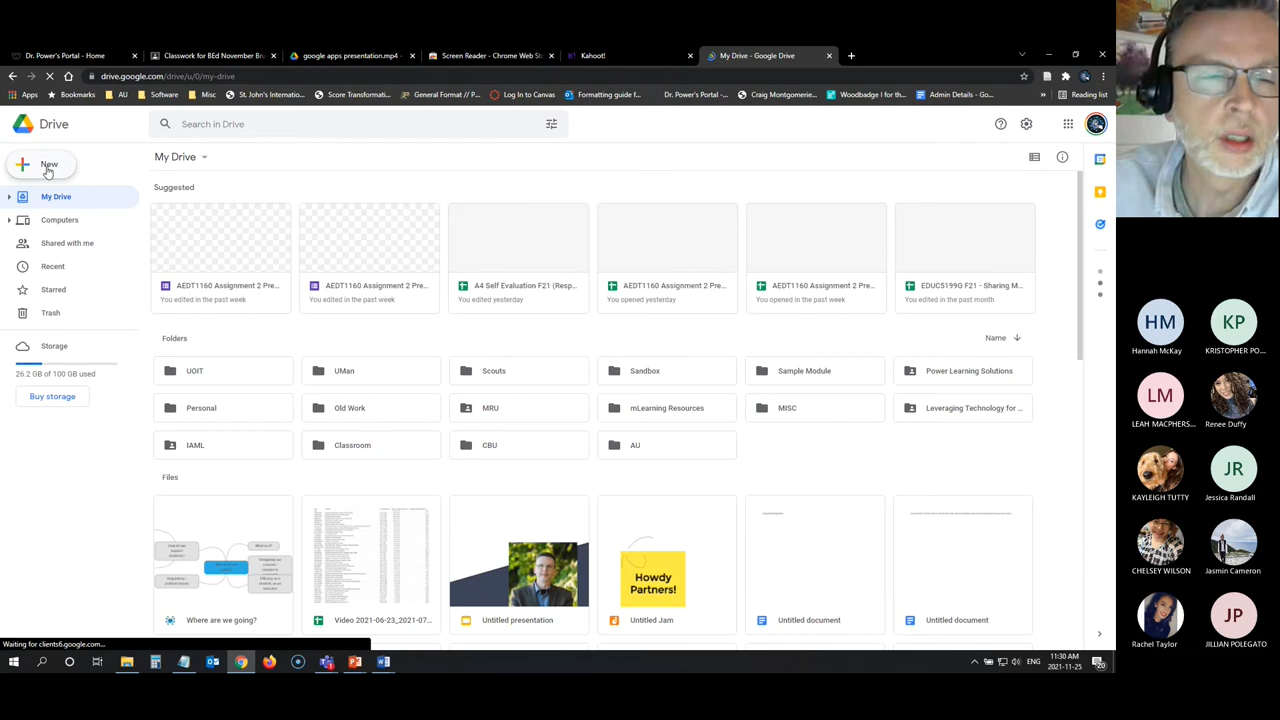 Dr. Power's Portal - Home
Classwork for BEd November Br
google apps presentation.mp4 -
Screen Reader - Chrome Web St
Kahoot!
My Drive - Google Drive
drive.google.com/drive/u/0/my-drive
Apps
Bookmarks
AU
Software
Misc
St. John's Internatio...
Score Transformati...
General Format // P...
Log In to Canvas
Formatting guide f...
Dr. Power's Portal -...
Craig Montgomerie...
Woodbadge I for th...
Admin Details - Go...
»
Reading list
Drive
Search in Drive
New
My Drive
Computers
Shared with me
Recent
Starred
Trash
Storage
26.2 GB of 100 GB used
Buy storage
My Drive
Suggested
AEDT1160 Assignment 2 Pre...
You edited in the past week
AEDT1160 Assignment 2 Pre...
You edited in the past week
A4 Self Evaluation F21 (Resp...
You edited yesterday
AEDT1160 Assignment 2 Pre...
You opened yesterday
AEDT1160 Assignment 2 Pre...
You opened in the past week
EDUC5199G F21 - Sharing M...
You edited in the past month
Folders
Name
UOIT
UMan
Scouts
Sandbox
Sample Module
Power Learning Solutions
Personal
Old Work
MRU
mLearning Resources
MISC
Leveraging Technology for ...
IAML
Classroom
CBU
AU
Files
Howdy
Partners!
Where are we going?
Video 2021-06-23_2021-07...
Untitled presentation
Untitled Jam
Untitled document
Untitled document
Waiting for clients6.google.com...
ENG
11:30 AM
2021-11-25
20
HM
Hannah McKay
KP
KRISTOPHER PO...
LM
LEAH MACPHERS...
Renee Duffy
KAYLEIGH TUTTY
JR
Jessica Randall
CHELSEY WILSON
Jasmin Cameron
Rachel Taylor
JP
JILLIAN POLEGATO